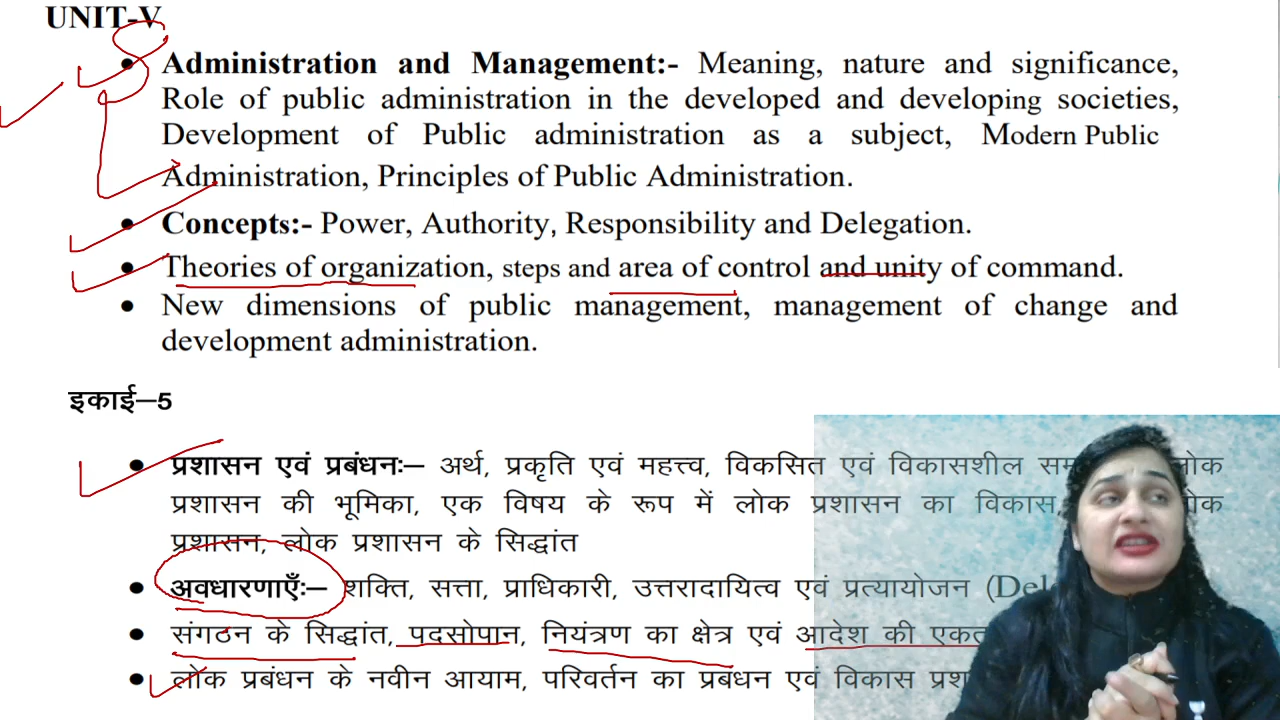 UNIT-V
• Administration and Management:- Meaning, nature and significance,
Role of public administration in the developed and developing societies,
Development of Public administration as a subject, Modern Public
Administration, Principles of Public Administration.
• Concepts:- Power, Authority, Responsibility and Delegation.
• Theories of organization, steps and area of control and unity of command.
• New dimensions of public management, management of change and
development administration.
इकाई–5
• प्रशासन एवं प्रबंधनः– अर्थ, प्रकृति एवं महत्त्व, विकसित एवं विकासशील
प्रशासन की भूमिका, एक विषय के रूप में लोक प्रशासन का विकास,
प्रशासन, लोक प्रशासन के सिद्धांत
• अवधारणाएँः– शक्ति, सत्ता, प्राधिकारी, उत्तरादायित्व एवं प्रत्यायोजन
• संगठन के सिद्धांत, पदसोपान, नियंत्रण का क्षेत्र एवं आदेश की
• लोक प्रबंधन के नवीन आयाम, परिवर्तन का प्रबंधन एवं विकास